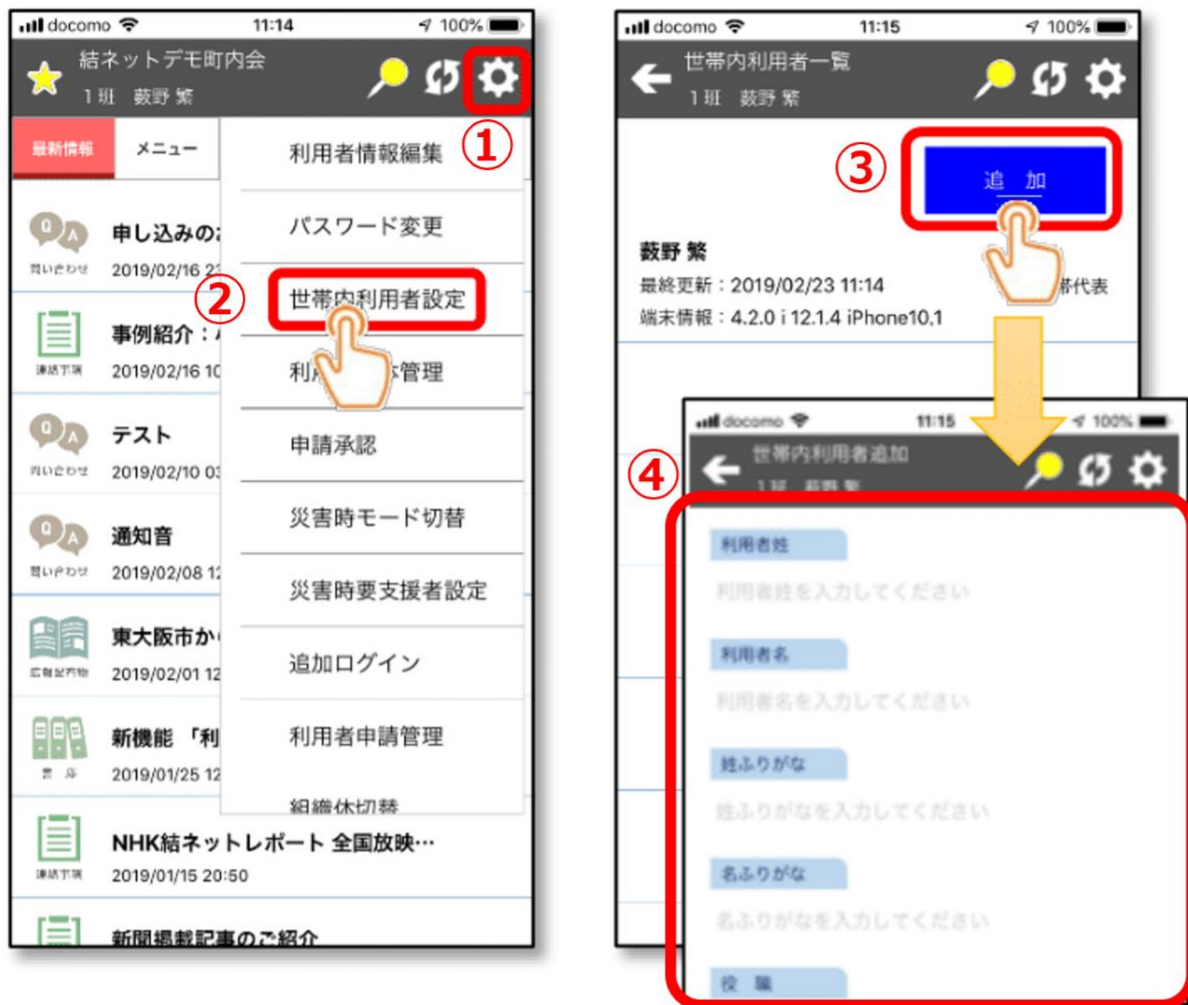 docomo 11:14 100%
結ネットデモ町内会
1班 薮野 繁
①
最新情報 メニュー
利用者情報編集
パスワード変更
②
世帯内利用者設定
管理
申請承認
災害時モード切替
災害時要支援者設定
追加ログイン
利用者申請管理
組織体切替
問い合わせ
申し込みの
2019/02/16
連絡事項
事例紹介：
2019/02/16 10
問い合わせ
テスト
2019/02/10 03
問い合わせ
通知音
2019/02/08 12
広報配布物
東大阪市か
2019/02/01 12
書 庫
新機能 「利
2019/01/25 12
連絡事項
NHK結ネットレポート 全国放映…
2019/01/15 20:50
新聞掲載記事のご紹介
docomo 11:15 100%
世帯内利用者一覧
1班 薮野 繁
③
追 加
薮野 繁
最終更新：2019/02/23 11:14
帯代表
端末情報：4.2.0 i 12.1.4 iPhone10,1
docomo 11:15 100%
④
世帯内利用者追加
1班 薮野 繁
利用者姓
利用者姓を入力してください
利用者名
利用者名を入力してください
姓ふりがな
姓ふりがなを入力してください
名ふりがな
名ふりがなを入力してください
役 職